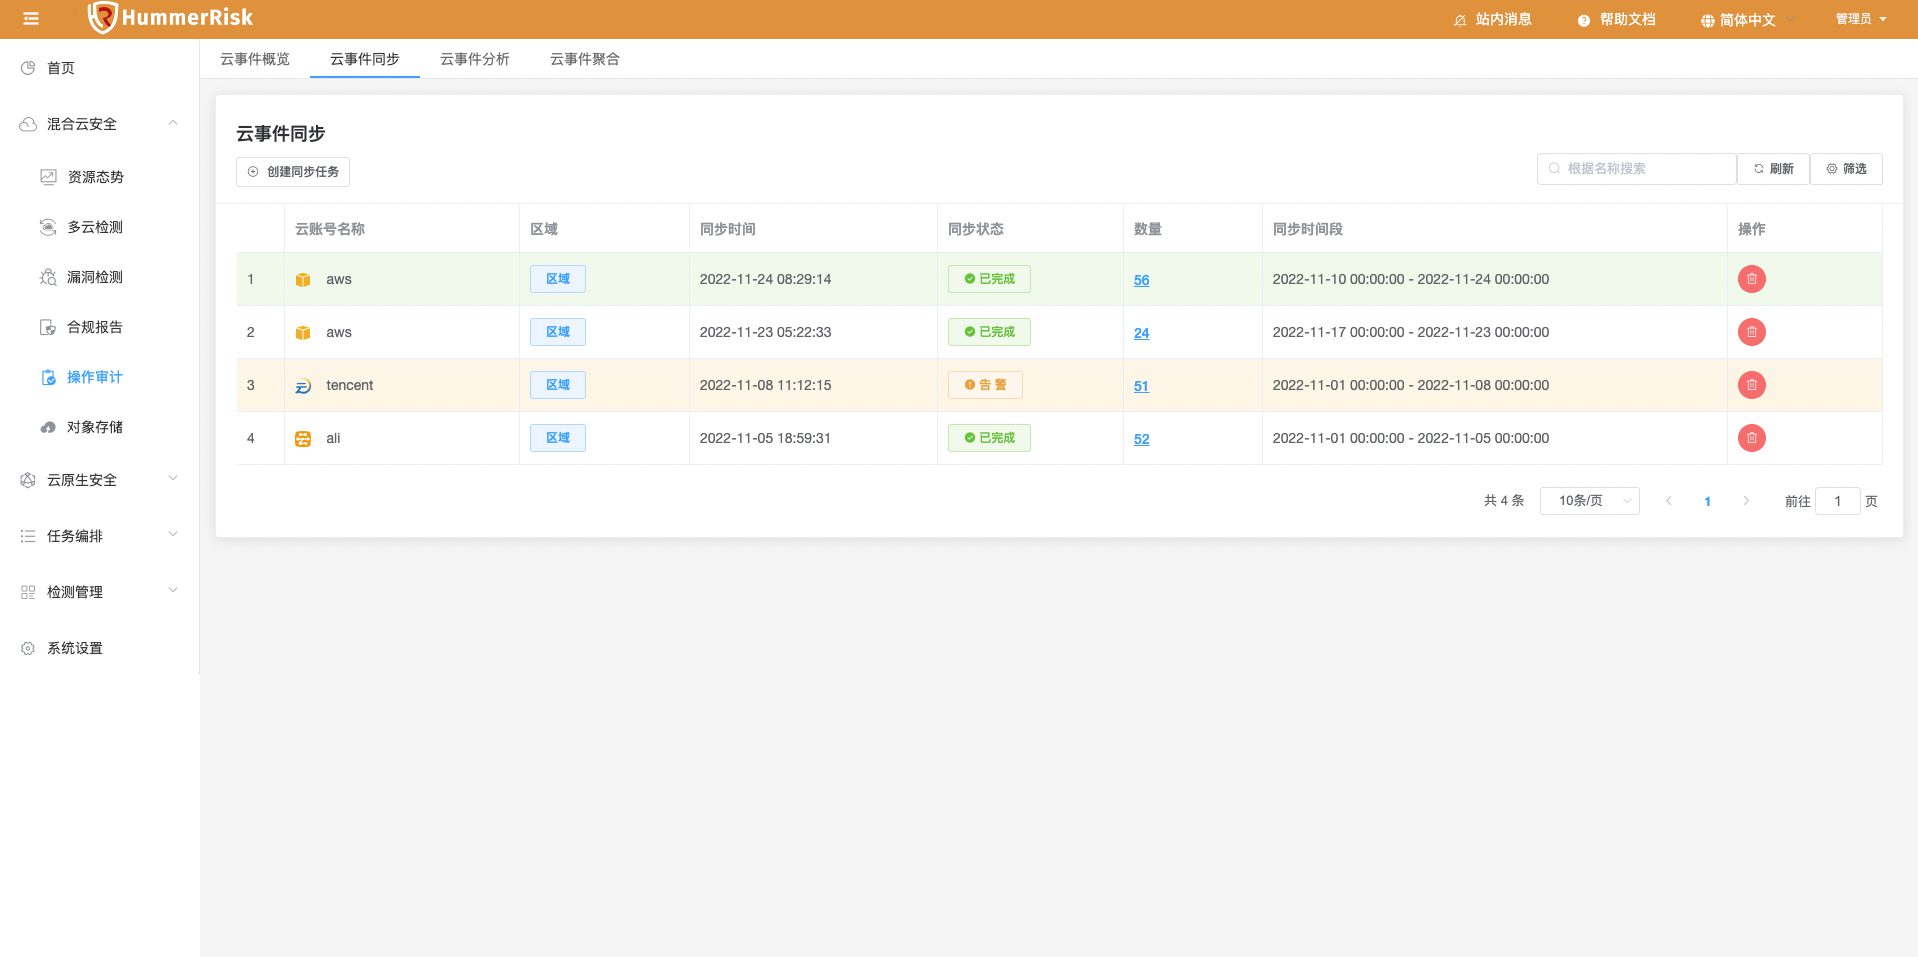 HummerRisk
站内消息
帮助文档
简体中文
管理员
首页
混合云安全
资源态势
多云检测
漏洞检测
合规报告
操作审计
对象存储
云原生安全
任务编排
检测管理
系统设置
云事件概览 云事件同步 云事件分析 云事件聚合
云事件同步
创建同步任务
根据名称搜索 刷新 筛选
云账号名称 区域 同步时间 同步状态 数量 同步时间段 操作
1 aws 区域 2022-11-24 08:29:14 已完成 56 2022-11-10 00:00:00 - 2022-11-24 00:00:00
2 aws 区域 2022-11-23 05:22:33 已完成 24 2022-11-17 00:00:00 - 2022-11-23 00:00:00
3 tencent 区域 2022-11-08 11:12:15 告 警 51 2022-11-01 00:00:00 - 2022-11-08 00:00:00
4 ali 区域 2022-11-05 18:59:31 已完成 52 2022-11-01 00:00:00 - 2022-11-05 00:00:00
共 4 条 10条/页 1 前往 1 页